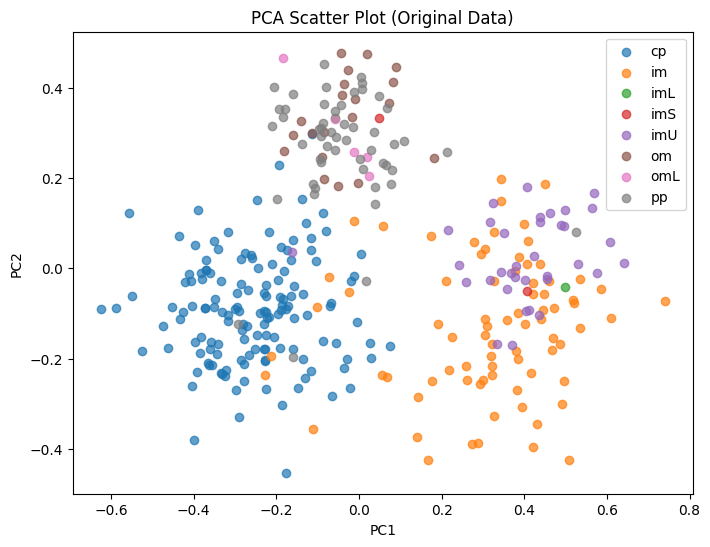 PCA Scatter Plot (Original Data)
cp
im
imL
imS
imU
om
omL
pp
PC2
0.4
0.2
0.0
−0.2
−0.4
−0.6
−0.4
−0.2
0.0
0.2
0.4
0.6
0.8
PC1